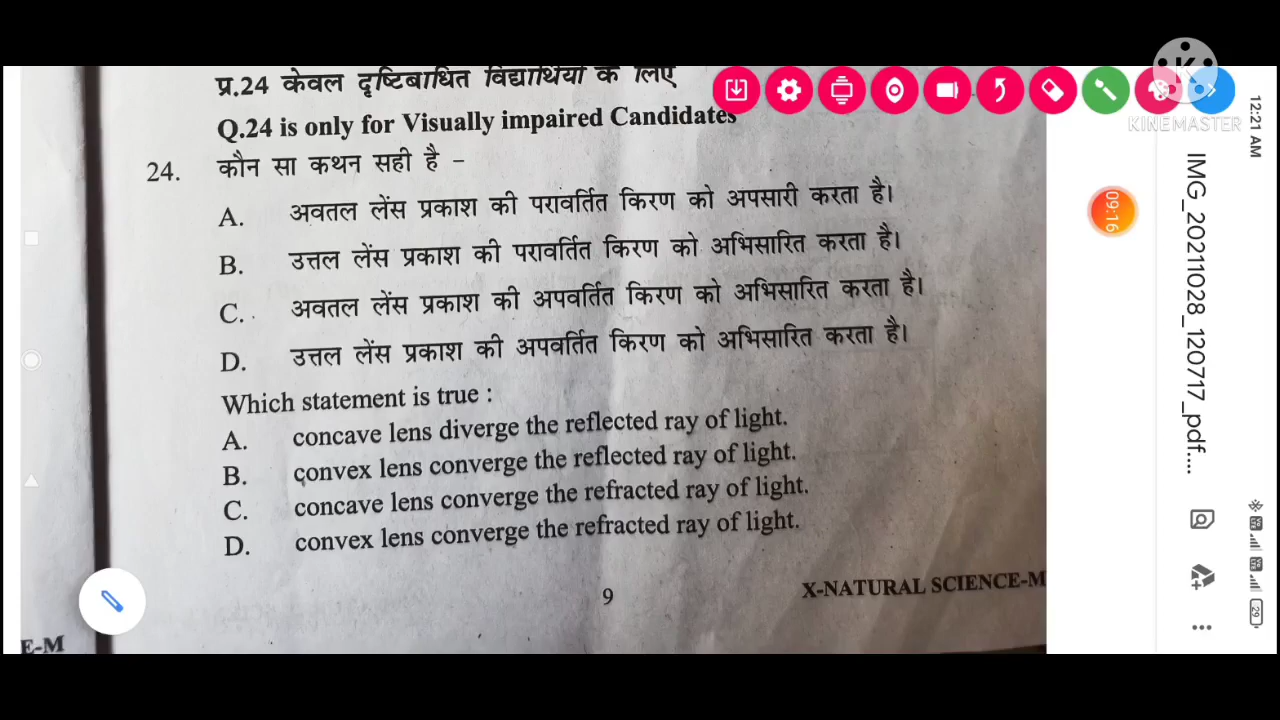 प्र.24 केवल दृष्टिबाधित विद्यार्थियों के लिए
Q.24 is only for Visually impaired Candidates
24. कौन सा कथन सही है –
A. अवतल लेंस प्रकाश की परावर्तित किरण को अपसारी करता है।
B. उत्तल लेंस प्रकाश की परावर्तित किरण को अभिसारित करता है।
C. अवतल लेंस प्रकाश की अपवर्तित किरण को अभिसारित करता है।
D. उत्तल लेंस प्रकाश की अपवर्तित किरण को अभिसारित करता है।
Which statement is true :
A. concave lens diverge the reflected ray of light.
B. convex lens converge the reflected ray of light.
C. concave lens converge the refracted ray of light.
D. convex lens converge the refracted ray of light.
9
X-NATURAL SCIENCE-M
E-M
KINEMASTER
09:16
12:21 AM
IMG_20211028_120717_pdf....
29